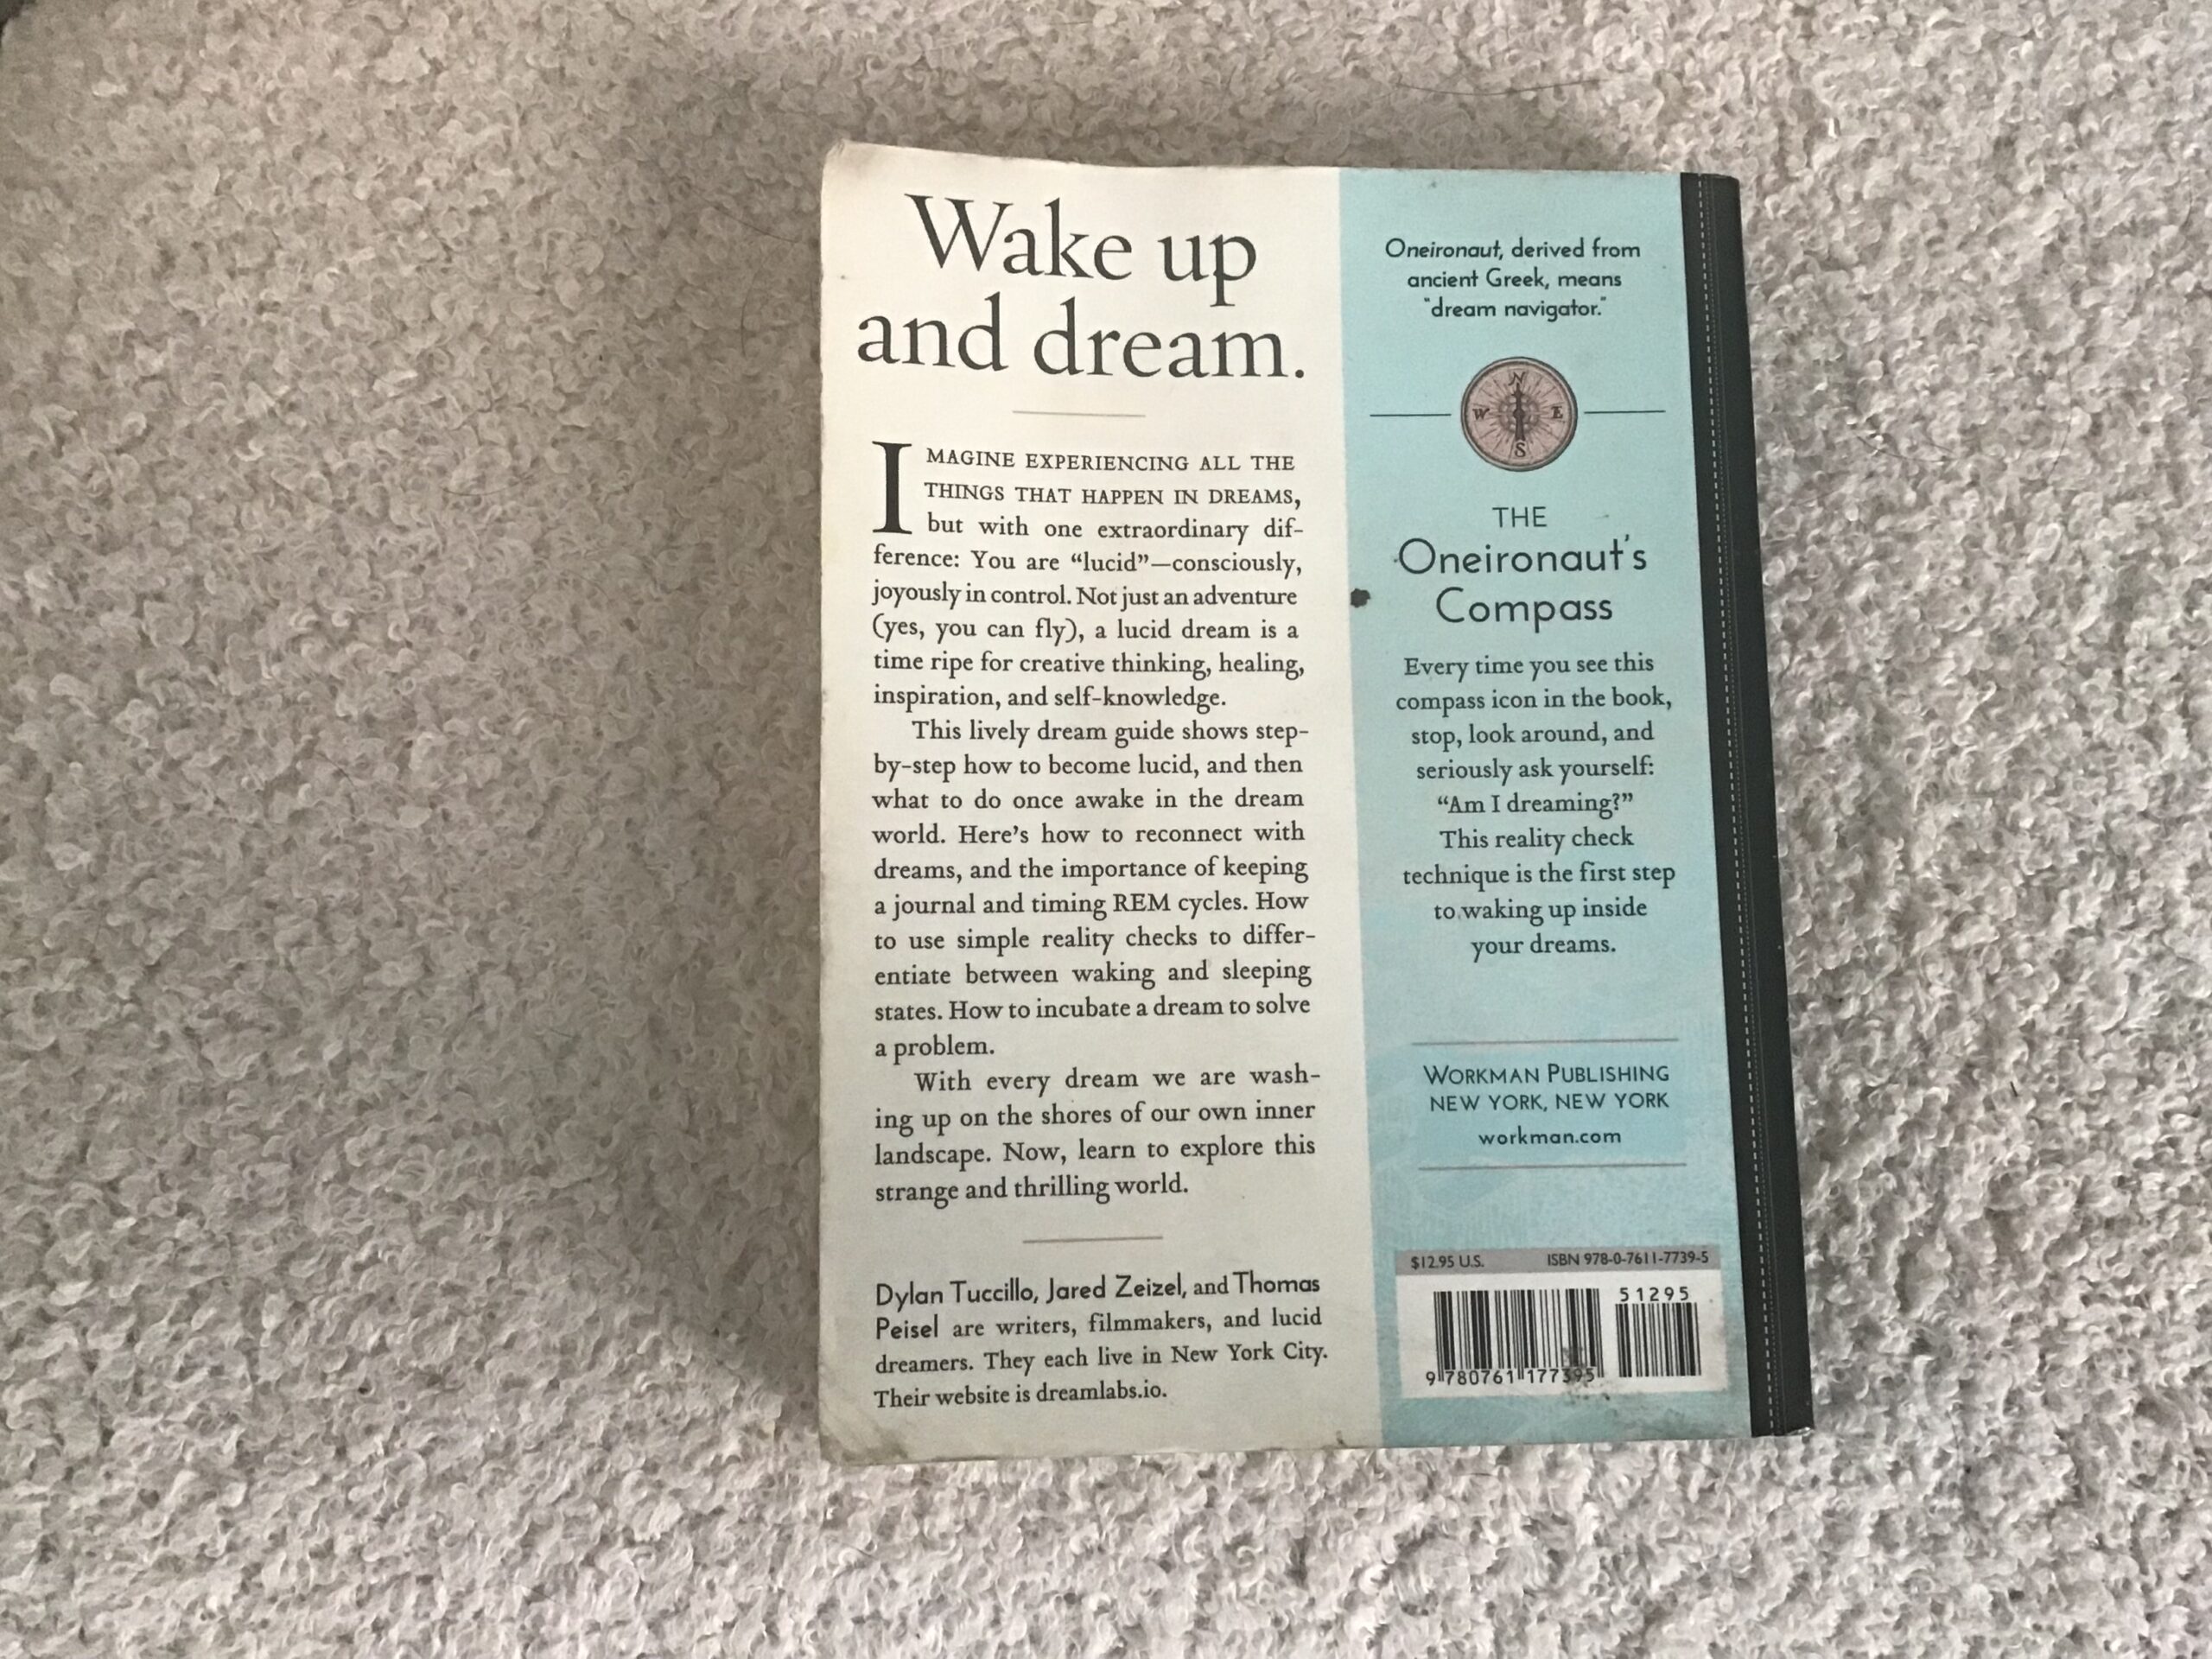 Wake up
and dream.
IMAGINE EXPERIENCING ALL THE
THINGS THAT HAPPEN IN DREAMS,
but with one extraordinary dif-
ference: You are “lucid”—consciously,
joyously in control. Not just an adventure
(yes, you can fly), a lucid dream is a
time ripe for creative thinking, healing,
inspiration, and self-knowledge.
This lively dream guide shows step-
by-step how to become lucid, and then
what to do once awake in the dream
world. Here’s how to reconnect with
dreams, and the importance of keeping
a journal and timing REM cycles. How
to use simple reality checks to differ-
entiate between waking and sleeping
states. How to incubate a dream to solve
a problem.
With every dream we are wash-
ing up on the shores of our own inner
landscape. Now, learn to explore this
strange and thrilling world.
Dylan Tuccillo, Jared Zeizel, and Thomas
Peisel are writers, filmmakers, and lucid
dreamers. They each live in New York City.
Their website is dreamlabs.io.
Oneironaut, derived from
ancient Greek, means
“dream navigator.”
N
W E
S
THE
Oneironaut’s
Compass
Every time you see this
compass icon in the book,
stop, look around, and
seriously ask yourself:
“Am I dreaming?”
This reality check
technique is the first step
to waking up inside
your dreams.
WORKMAN PUBLISHING
NEW YORK, NEW YORK
workman.com
$12.95 U.S. ISBN 978-0-7611-7739-5
51295
9 780761 177395